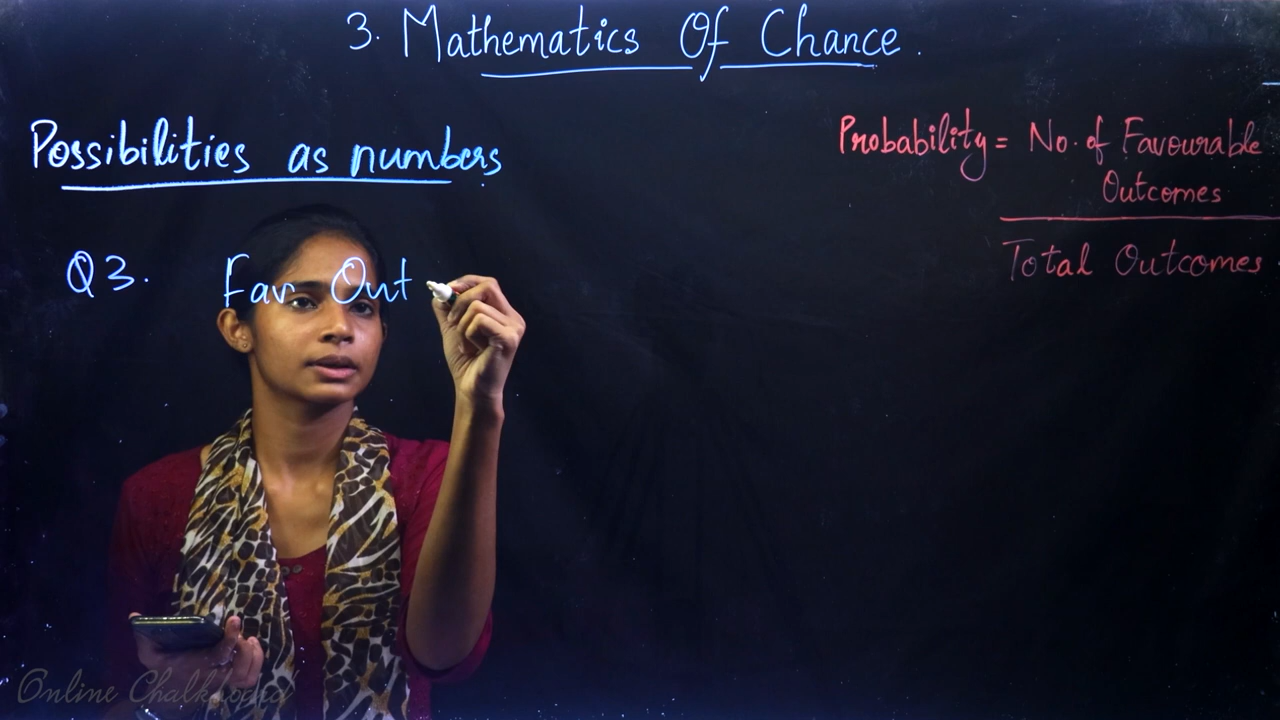 3. Mathematics Of Chance.
Possibilities as numbers
Probability = No. of Favourable
Outcomes
Total Outcomes
Q3. Fav Out
Online Chalkboard